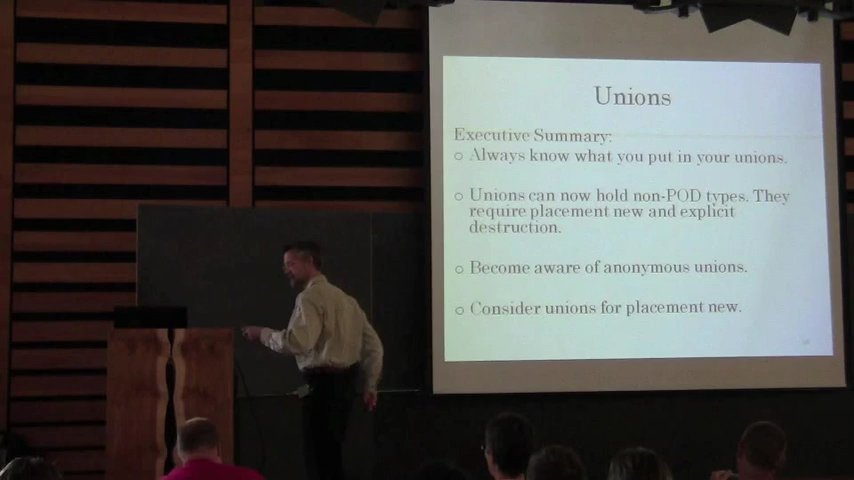 Unions
Executive Summary:
○ Always know what you put in your unions.
○ Unions can now hold non-POD types. They
require placement new and explicit
destruction.
○ Become aware of anonymous unions.
○ Consider unions for placement new.